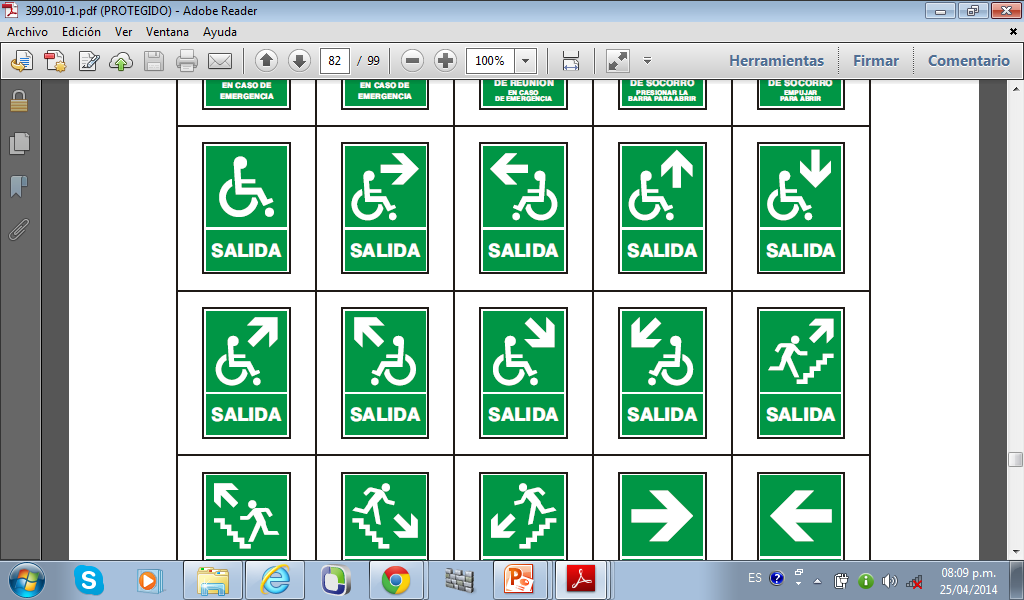 399.010-1.pdf (PROTEGIDO) - Adobe Reader
Archivo Edición Ver Ventana Ayuda
82 / 99 100% Herramientas Firmar Comentario
EN CASO DE
EMERGENCIA
EN CASO DE
EMERGENCIA
DE REUNIÓN
EN CASO
DE EMERGENCIA
DE SOCORRO
PRESIONAR LA
BARRA PARA ABRIR
DE SOCORRO
EMPUJAR
PARA ABRIR
SALIDA SALIDA SALIDA SALIDA SALIDA
SALIDA SALIDA SALIDA SALIDA SALIDA
ES 08:09 p.m.
25/04/2014